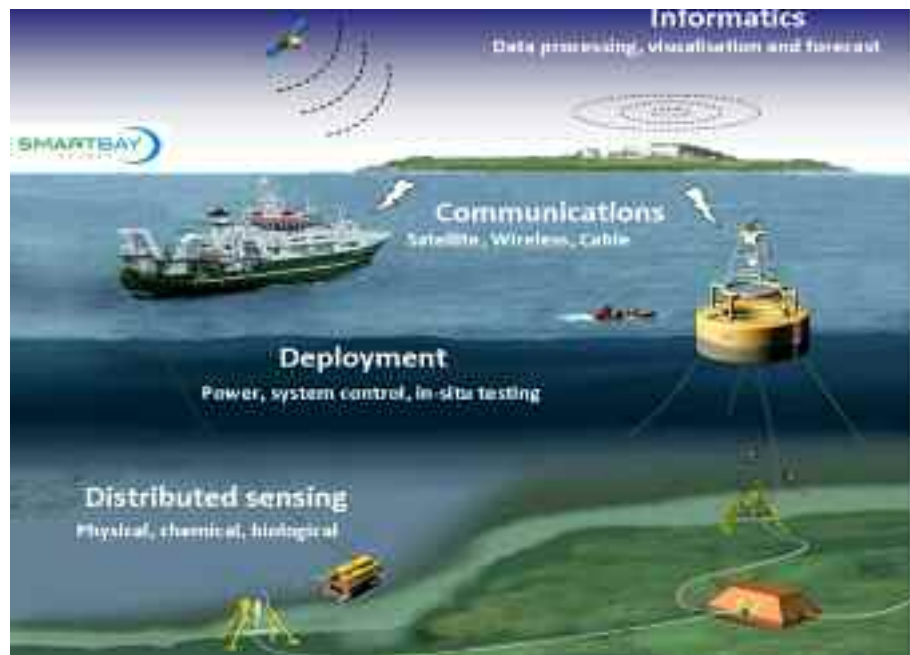 Informatics
Data processing, visualisation and forecast
SMARTBAY
Communications
Satellite, Wireless, Cable
Deployment
Power, system control, in-situ testing
Distributed sensing
Physical, chemical, biological